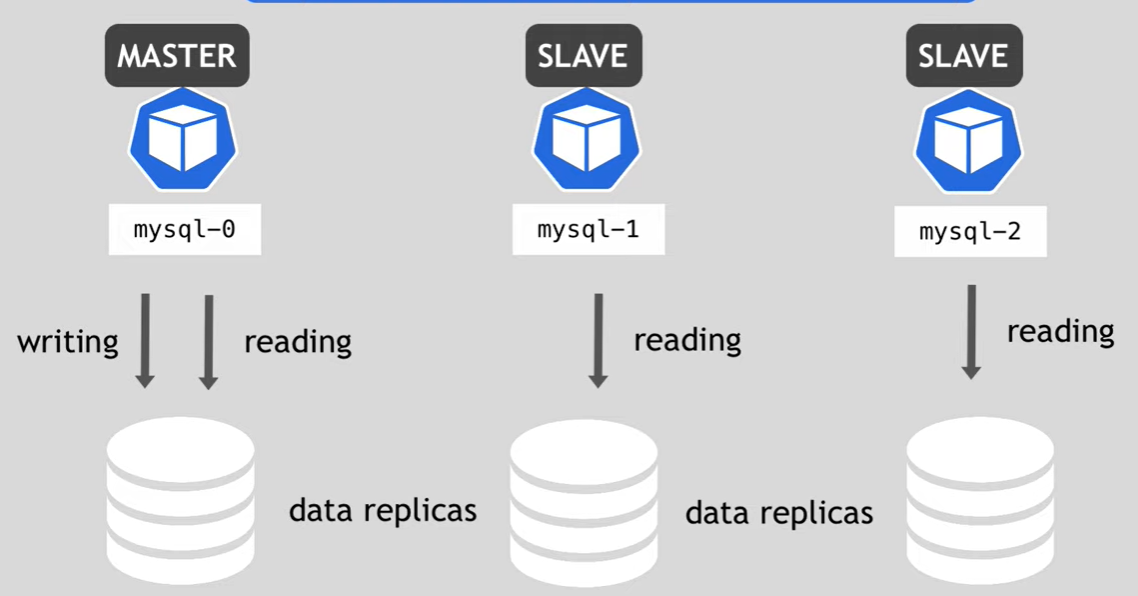 MASTER
SLAVE
SLAVE
mysql-0
mysql-1
mysql-2
writing
reading
reading
reading
data replicas
data replicas